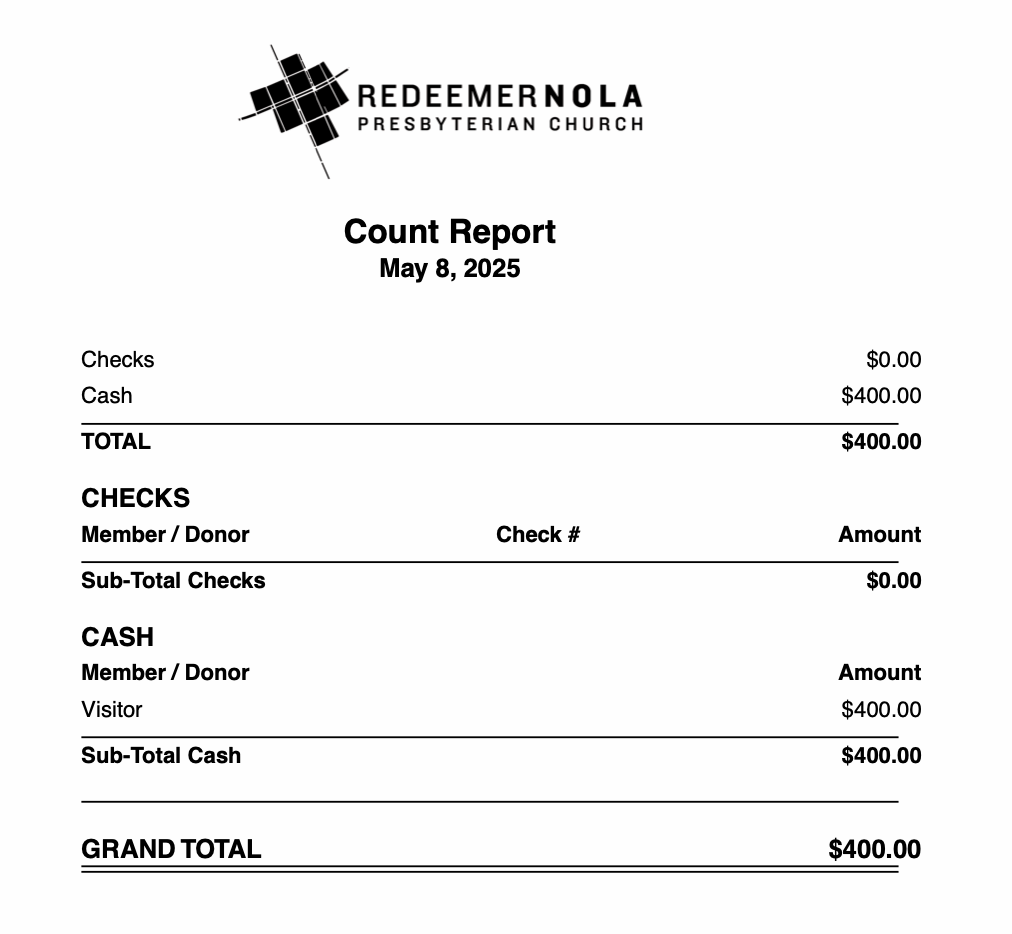 REDEEMERNOLA
PRESBYTERIAN CHURCH
Count Report
May 8, 2025
Checks $0.00
Cash $400.00
TOTAL $400.00
CHECKS
Member / Donor Check # Amount
Sub-Total Checks $0.00
CASH
Member / Donor Amount
Visitor $400.00
Sub-Total Cash $400.00
GRAND TOTAL $400.00